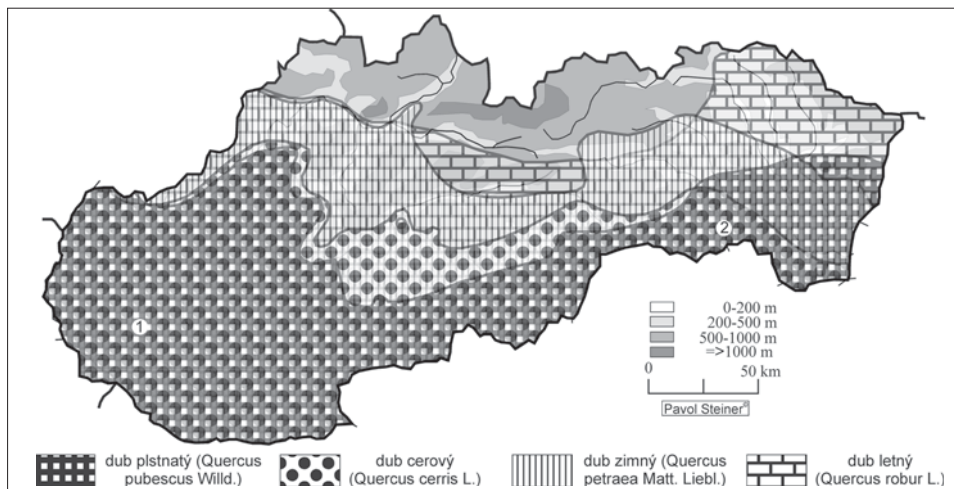 1
2
0-200 m
200-500 m
500-1000 m
=>1000 m
0 50 km
Pavol Steiner©
dub plstnatý (Quercus
pubescus Willd.)
dub cerový
(Quercus cerris L.)
dub zimný (Quercus
petraea Matt. Liebl.)
dub letný
(Quercus robur L.)